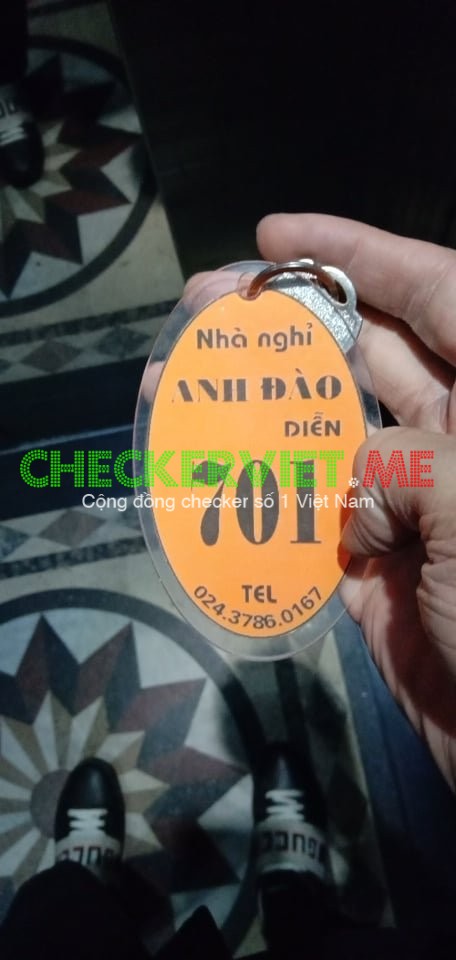 Nhà nghỉ
ANH ĐÀO
DIỄN
CHECKERVIET.ME
Cộng đồng checker số 1 Việt Nam
701
TEL
024.3786.0167